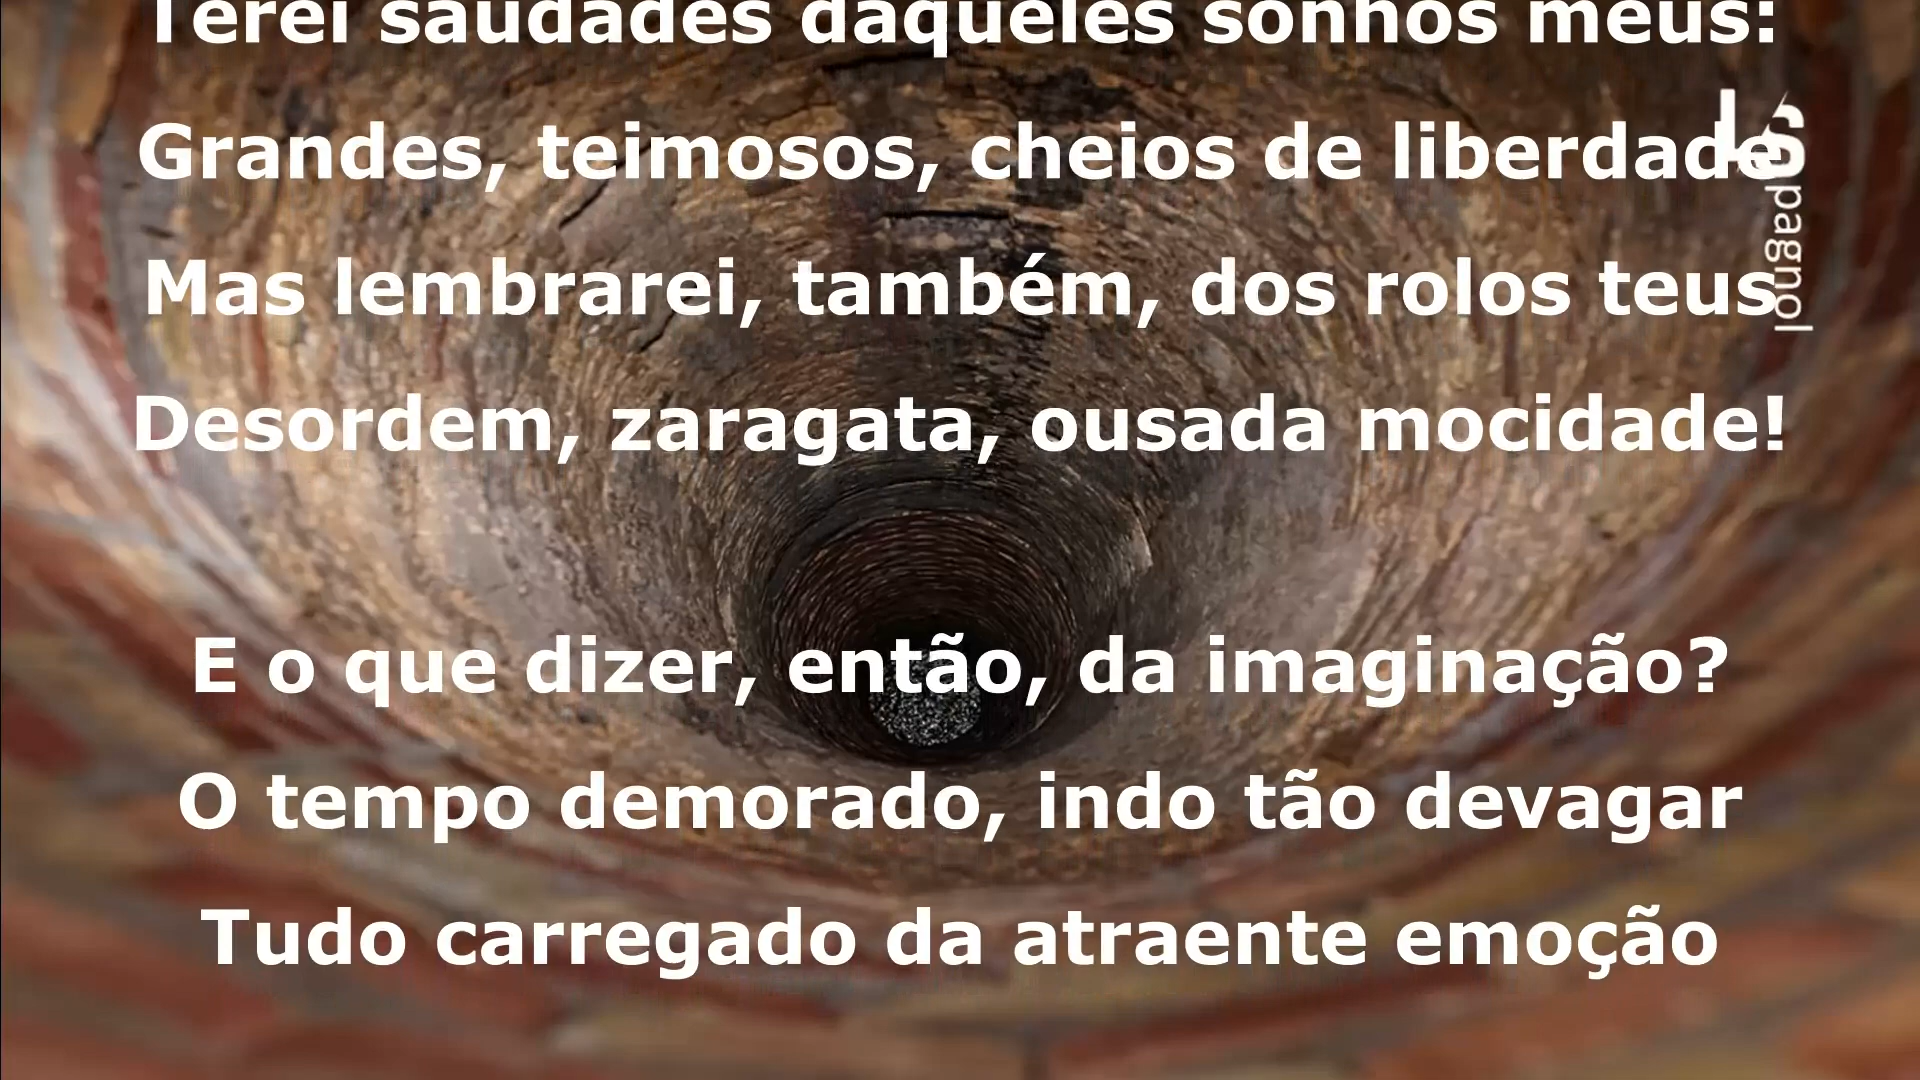 Terei saudades daqueles sonhos meus:
Grandes, teimosos, cheios de liberdade
Mas lembrarei, também, dos rolos teus
Desordem, zaragata, ousada mocidade!
E o que dizer, então, da imaginação?
O tempo demorado, indo tão devagar
Tudo carregado da atraente emoção
pagnol